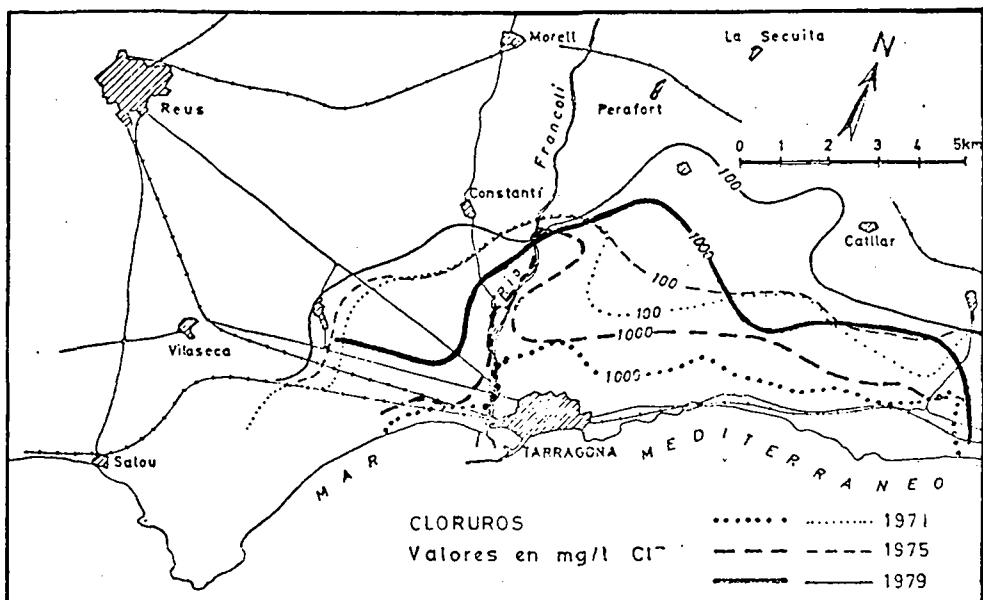 Morell
La Secuita
N
Reus
Perafort
Francolí
0 1 2 3 4 5km
Constantí
100
1000
Catllar
Río
100
100
Vilaseca
1000
1000
Salou
TARRAGONA
MAR MEDITERRANEO
CLORUROS
Valores en mg/l Cl⁻
1971
1975
1979